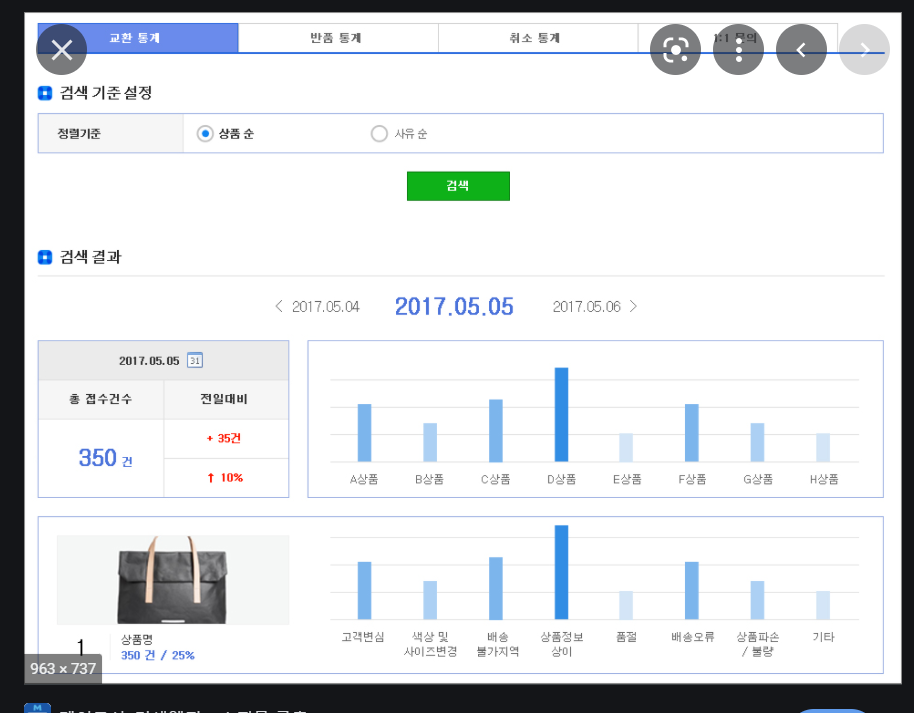 교환 통계
반품 통계
취소 통계
1:1 문의
검색 기준 설정
정렬기준
상품 순
사유 순
검색
검색 결과
2017.05.04
2017.05.05
2017.05.06
2017.05.05 31
총 접수건수
전일대비
350 건
+ 35건
↑ 10%
A상품
B상품
C상품
D상품
E상품
F상품
G상품
H상품
1
상품명
350 건 / 25%
고객변심
색상 및
사이즈변경
배송
불가지역
상품정보
상이
품절
배송오류
상품파손
/ 불량
기타
963 × 737
M